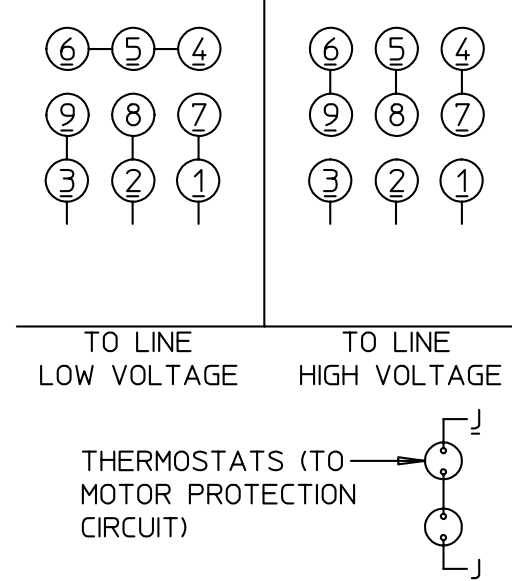 6 5 4
9 8 7
3 2 1
6 5 4
9 8 7
3 2 1
TO LINE
LOW VOLTAGE
TO LINE
HIGH VOLTAGE
J
THERMOSTATS (TO
MOTOR PROTECTION
CIRCUIT)
J